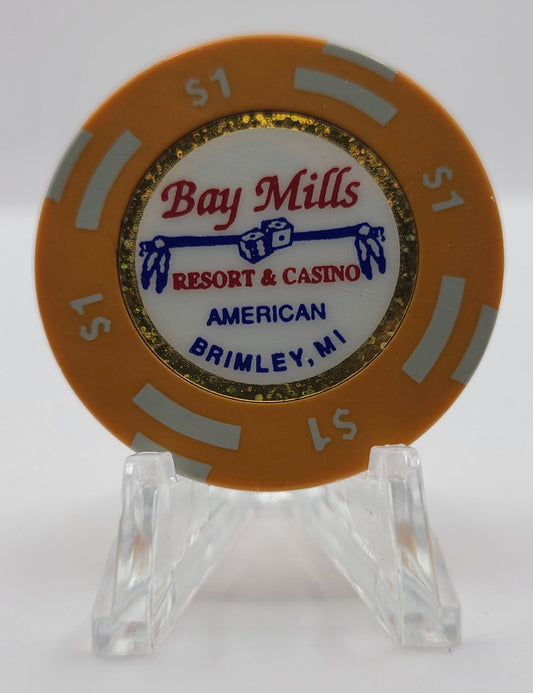 $1
$1
$1
$1
Bay Mills
RESORT & CASINO
AMERICAN
BRIMLEY, MI